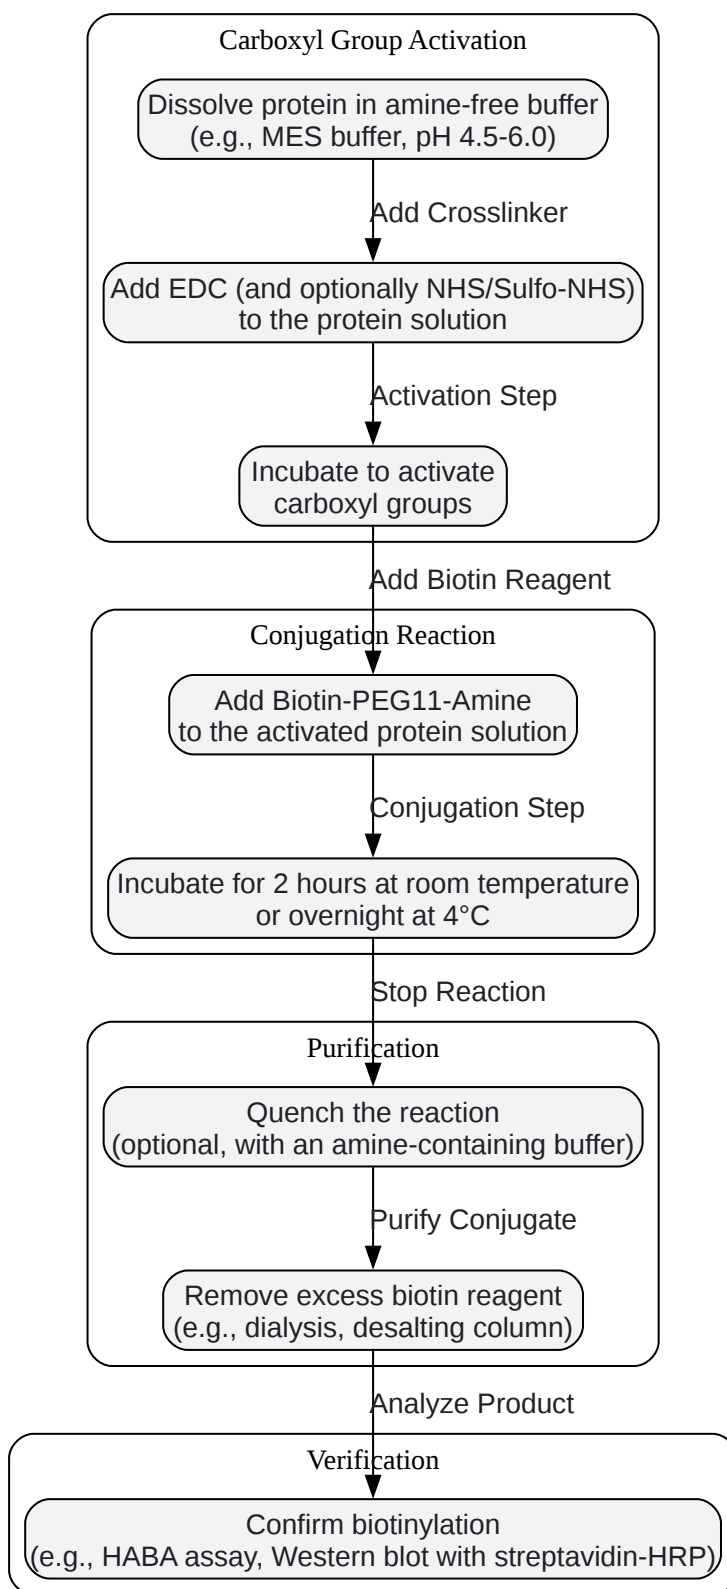 Carboxyl Group Activation
Dissolve protein in amine-free buffer
(e.g., MES buffer, pH 4.5-6.0)
Add Crosslinker
Add EDC (and optionally NHS/Sulfo-NHS)
to the protein solution
Activation Step
Incubate to activate
carboxyl groups
Add Biotin Reagent
Conjugation Reaction
Add Biotin-PEG11-Amine
to the activated protein solution
Conjugation Step
Incubate for 2 hours at room temperature
or overnight at 4°C
Stop Reaction
Purification
Quench the reaction
(optional, with an amine-containing buffer)
Purify Conjugate
Remove excess biotin reagent
(e.g., dialysis, desalting column)
Analyze Product
Verification
Confirm biotinylation
(e.g., HABA assay, Western blot with streptavidin-HRP)